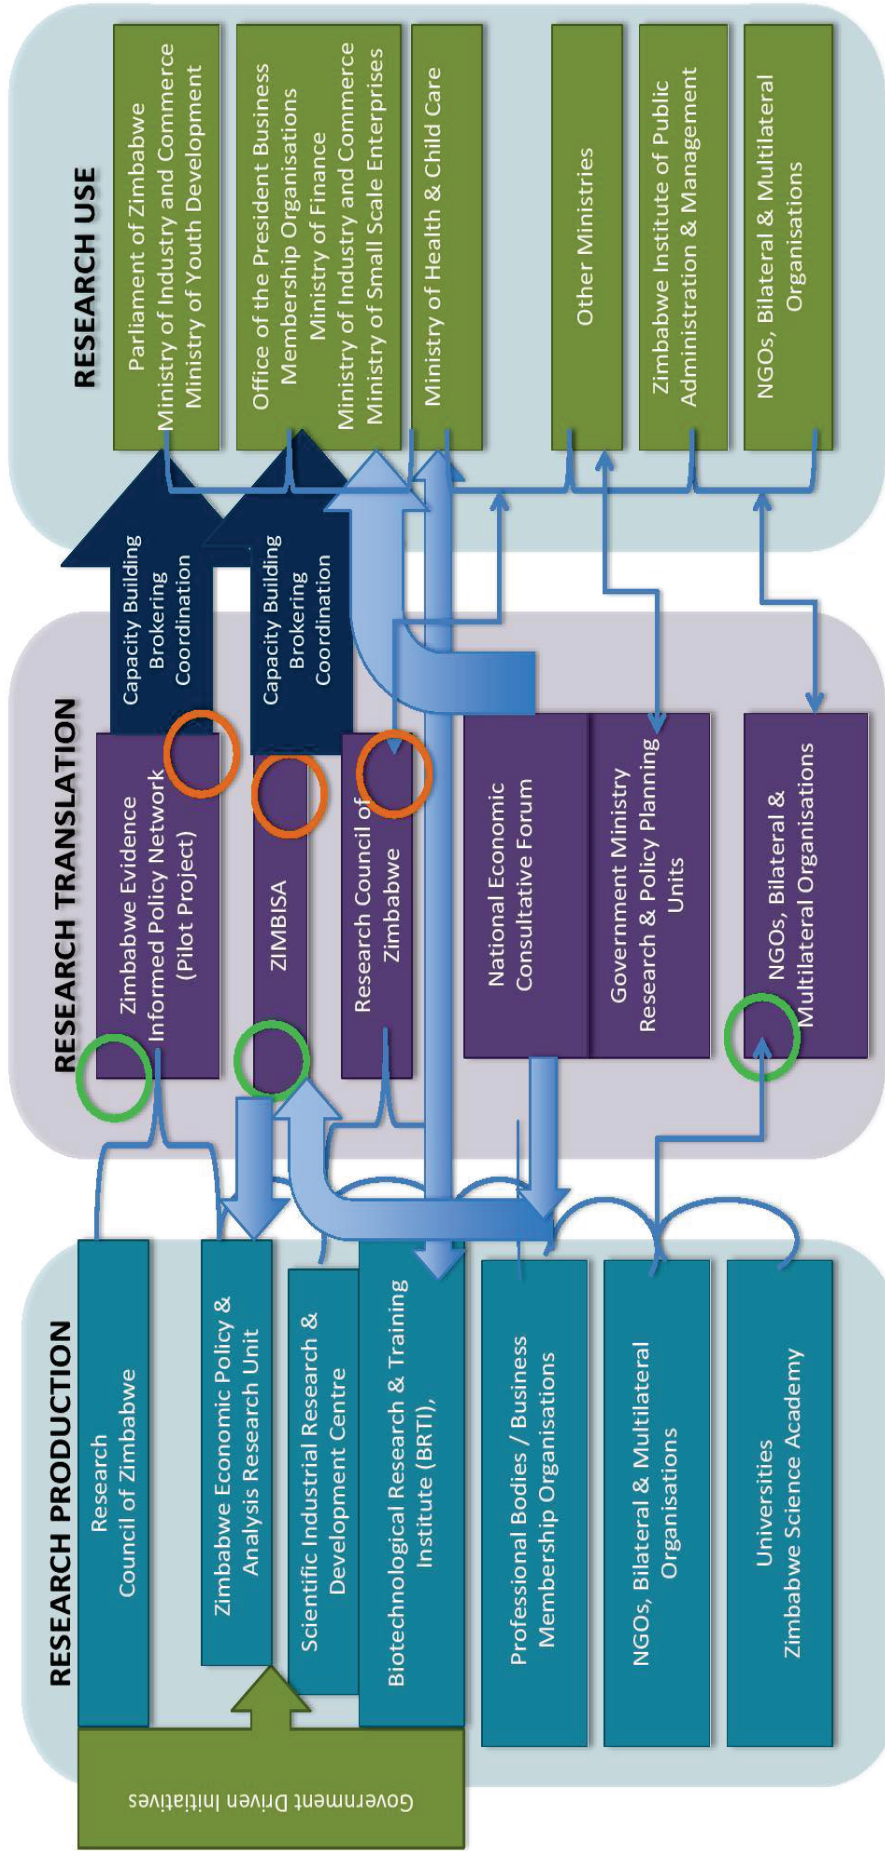 RESEARCH PRODUCTION
Government Driven Initiatives
Research
Council of Zimbabwe
Zimbabwe Economic Policy &
Analysis Research Unit
Scientific Industrial Research &
Development Centre
Biotechnological Research & Training
Institute (BRTI),
Professional Bodies / Business
Membership Organisations
NGOs, Bilateral & Multilateral
Organisations
Universities
Zimbabwe Science Academy
RESEARCH TRANSLATION
Zimbabwe Evidence
Informed Policy Network
(Pilot Project)
ZIMBISA
Research Council of
Zimbabwe
National Economic
Consultative Forum
Government Ministry
Research & Policy Planning
Units
NGOs, Bilateral &
Multilateral Organisations
Capacity Building
Brokering
Coordination
Capacity Building
Brokering
Coordination
RESEARCH USE
Parliament of Zimbabwe
Ministry of Industry and Commerce
Ministry of Youth Development
Office of the President Business
Membership Organisations
Ministry of Finance
Ministry of Industry and Commerce
Ministry of Small Scale Enterprises
Ministry of Health & Child Care
Other Ministries
Zimbabwe Institute of Public
Administration & Management
NGOs, Bilateral & Multilateral
Organisations